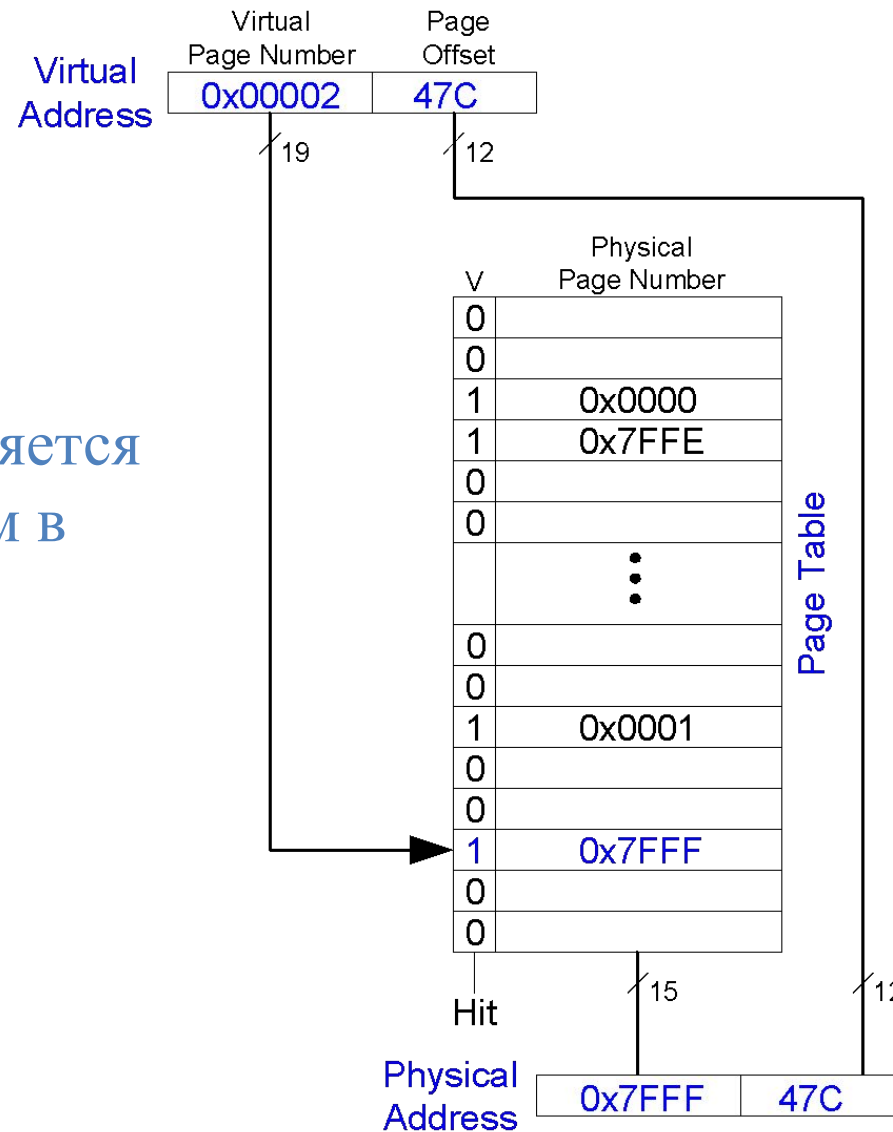 Virtual
Page Number
Page
Offset
Virtual
Address
0x00002 47C
19 12
Physical
Page Number
V
0
0
1 0x0000
1 0x7FFE
0
0
0
0
1 0x0001
0
0
1 0x7FFF
0
0
Page Table
Hit
15
Physical
Address
0x7FFF 47C
м в